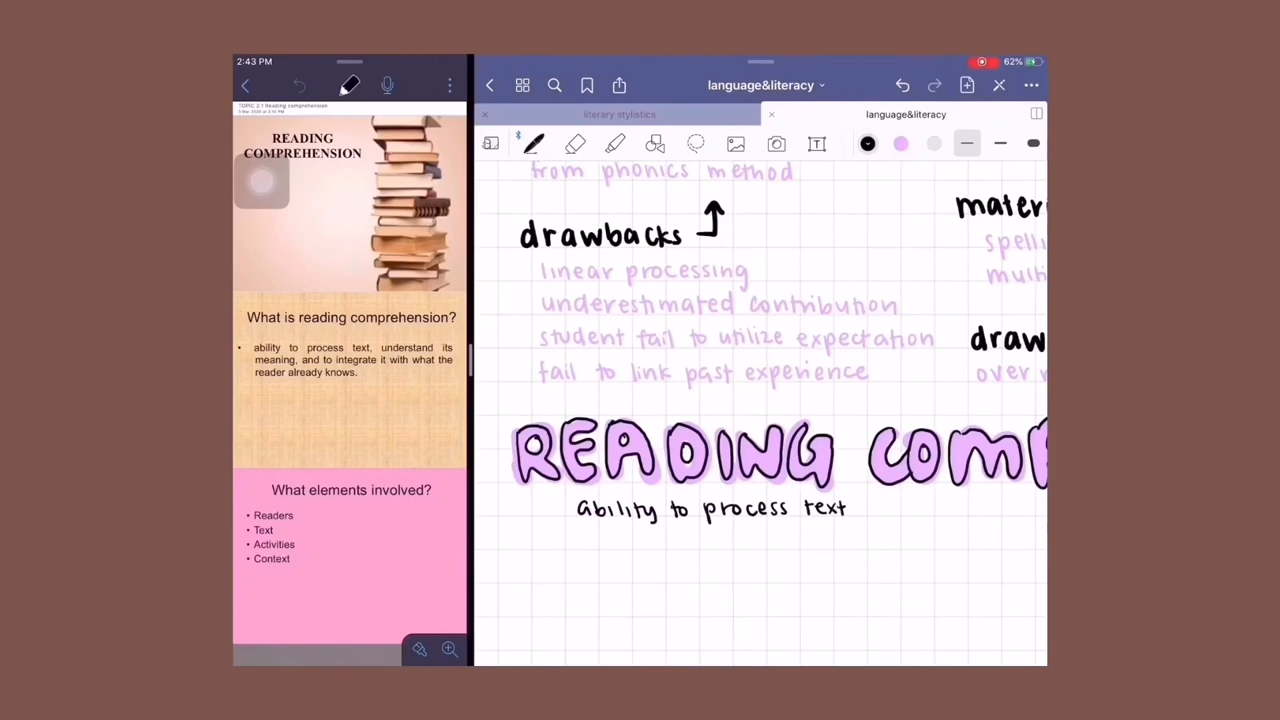 2:43 PM
TOPIC 2.1 Reading comprehension
READING
COMPREHENSION
What is reading comprehension?
• ability to process text, understand its
meaning, and to integrate it with what the
reader already knows.
What elements involved?
• Readers
• Text
• Activities
• Context
62%
language&literacy
literary stylistics
language&literacy
from phonics method
drawbacks
linear processing
underestimated contribution
student fail to utilize expectation
fail to link past experience
mater
spelli
multi
draw
over
READING COMP
ability to process text